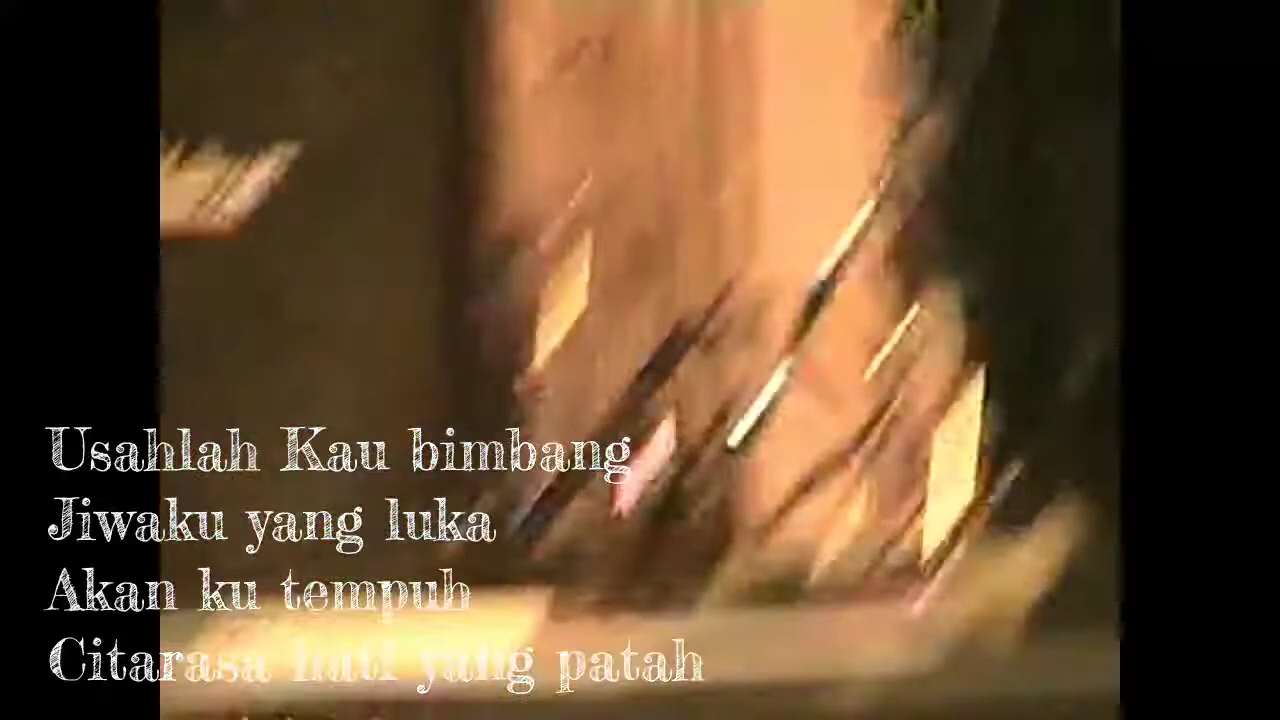 Usahlah Kau bimbang
Jiwaku yang luka
Akan ku tempuh
Citarasa hati yang patah